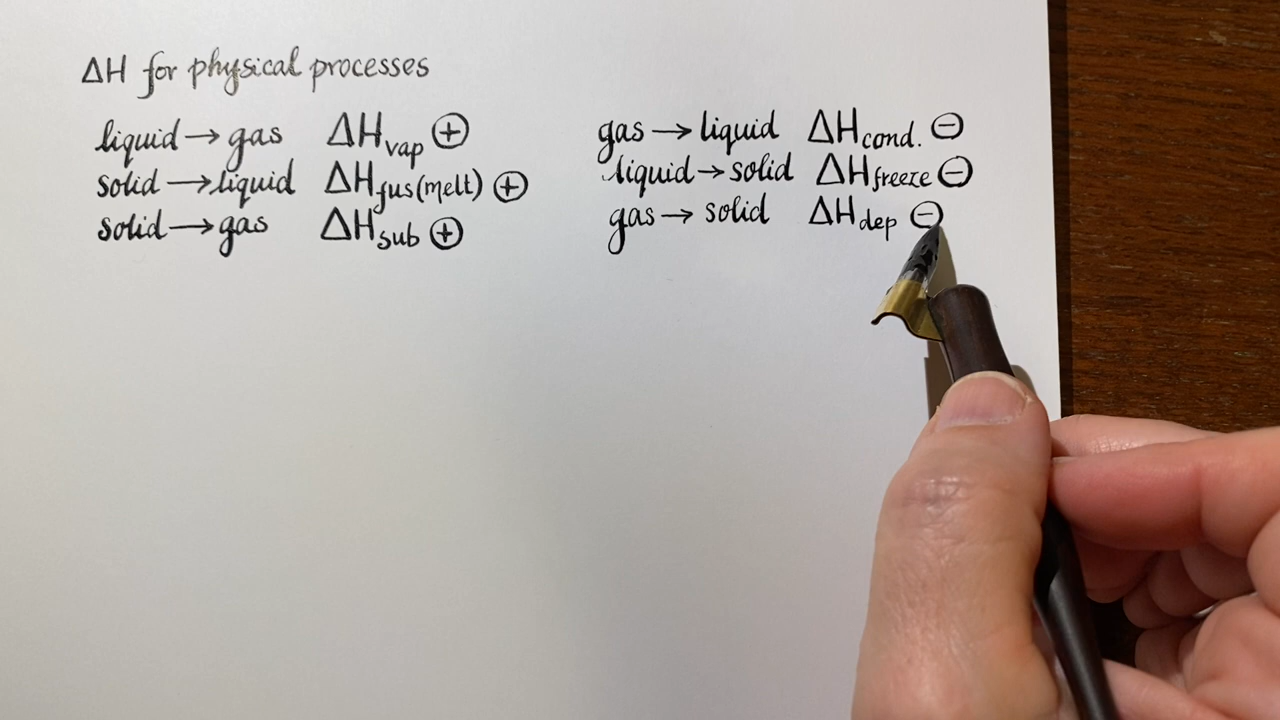 ΔH for physical processes
liquid → gas ΔHvap ⊕
solid → liquid ΔHfus(melt) ⊕
solid → gas ΔHsub ⊕
gas → liquid ΔHcond. ⊖
liquid → solid ΔHfreeze ⊖
gas → solid ΔHdep ⊖